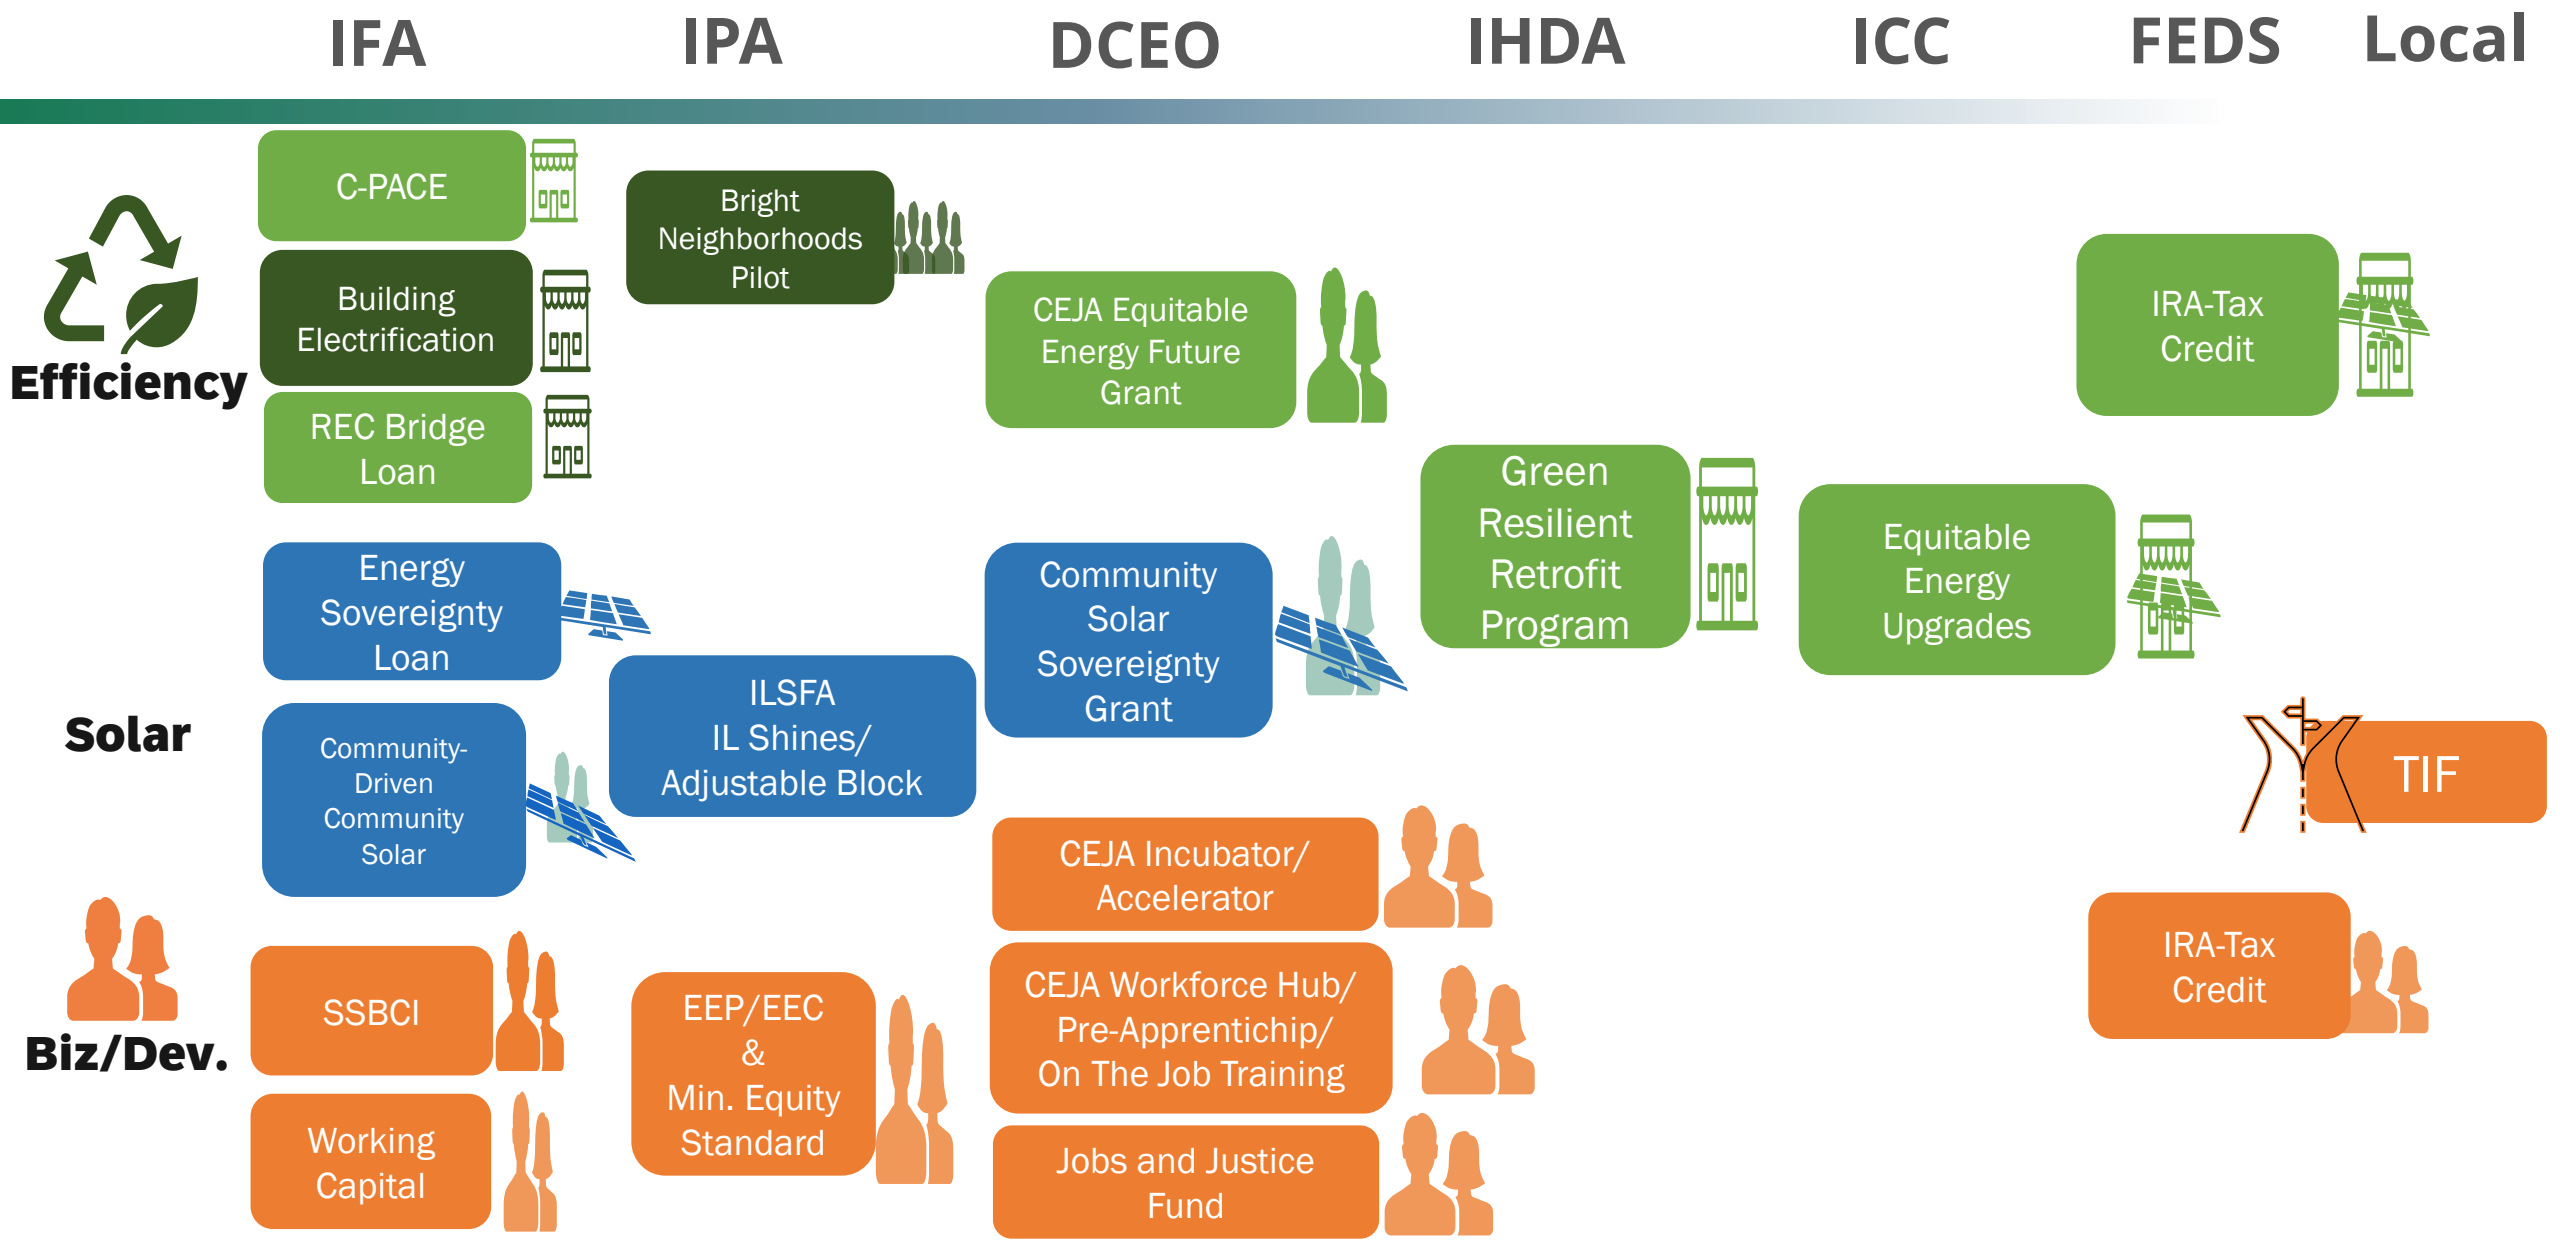 IFA
IPA
DCEO
IHDA
ICC
FEDS
Local
Efficiency
C-PACE
Building
Electrification
REC Bridge
Loan
Bright
Neighborhoods
Pilot
CEJA Equitable
Energy Future
Grant
Green
Resilient
Retrofit
Program
Equitable
Energy
Upgrades
IRA-Tax
Credit
Solar
Energy
Sovereignty
Loan
Community-
Driven
Community
Solar
ILSFA
IL Shines/
Adjustable Block
Community
Solar
Sovereignty
Grant
TIF
Biz/Dev.
SSBCI
Working
Capital
EEP/EEC
&
Min. Equity
Standard
CEJA Incubator/
Accelerator
CEJA Workforce Hub/
Pre-Apprentichip/
On The Job Training
Jobs and Justice
Fund
IRA-Tax
Credit